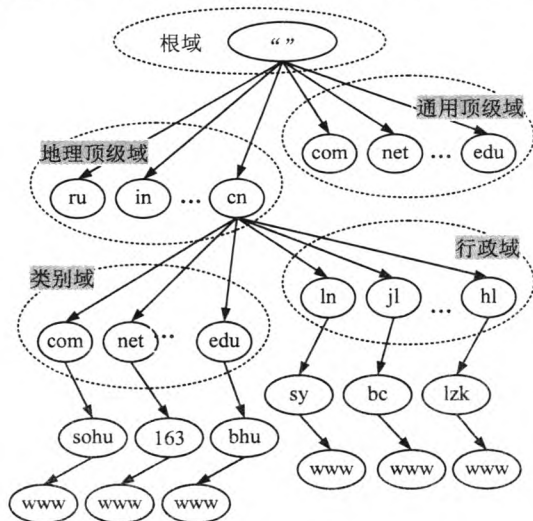 根域 “ ”
通用顶级域
com net … edu
地理顶级域
ru in … cn
行政域
ln jl … hl
类别域
com net … edu
sy bc lzk
sohu 163 bhu
www www www
www www www